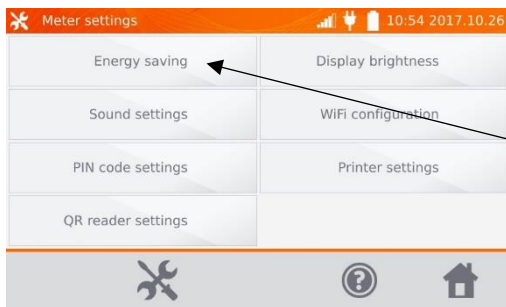 Meter settings 10:54 2017.10.26
Energy saving Display brightness
Sound settings WiFi configuration
PIN code settings Printer settings
QR reader settings